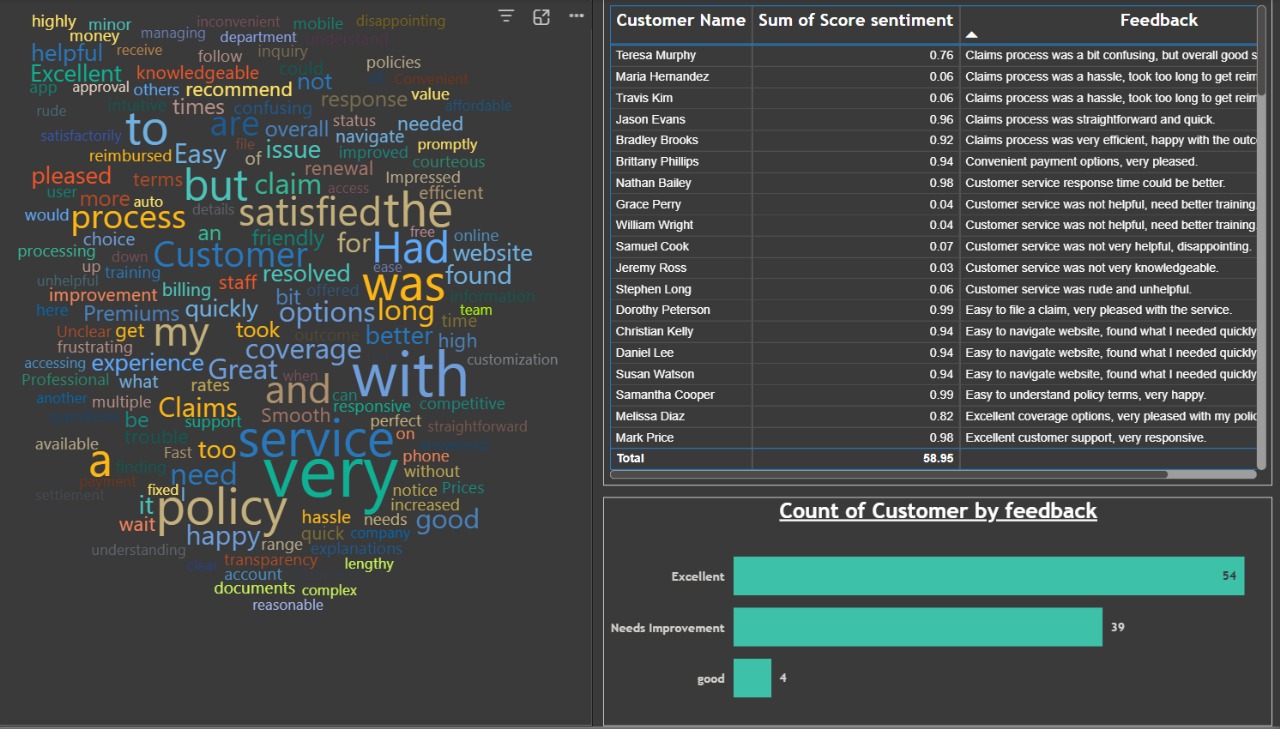 highly
minor
inconvenient
mobile
disappointing
money
managing
department
understand
helpful
receive
follow
inquiry
policies
Excellent
knowledgeable
could
not
Convenient
app
approval
others
recommend
response
value
rude
intuitive
times
confusing
affordable
satisfactorily
to
are
overall
status
navigate
needed
reimbursed
Easy
of
file
issue
improved
promptly
courteous
pleased
terms
but
claim
renewal
access
Impressed
user
more
auto
efficient
would
process
details
satisfied
the
choice
an
friendly
for
free
Had
online
website
processing
down
Customer
up
training
resolved
ease
was
found
unhelpful
improvement
billing
staff
bit
offered
information
here
Premiums
quickly
options
long
team
time
Unclear
get
my
took
outcome
better
high
frustrating
coverage
customization
accessing
experience
Great
when
with
Professional
what
rates
and
can
another
multiple
Claims
Smooth
responsive
competitive
be
support
perfect
straightforward
trouble
service
on
available
Fast
too
phone
a
finding
need
very
without
payment
settlement
fixed
I
notice
Prices
it
policy
increased
wait
hassle
needs
good
happy
quick
company
understanding
range
explanations
clear
transparency
lengthy
account
documents
complex
reasonable
Customer Name Sum of Score sentiment Feedback
Teresa Murphy 0.76 Claims process was a bit confusing, but overall good s
Maria Hernandez 0.06 Claims process was a hassle, took too long to get reim
Travis Kim 0.06 Claims process was a hassle, took too long to get reim
Jason Evans 0.96 Claims process was straightforward and quick.
Bradley Brooks 0.92 Claims process was very efficient, happy with the outc
Brittany Phillips 0.94 Convenient payment options, very pleased.
Nathan Bailey 0.98 Customer service response time could be better.
Grace Perry 0.04 Customer service was not helpful, need better training.
William Wright 0.04 Customer service was not helpful, need better training.
Samuel Cook 0.07 Customer service was not very helpful, disappointing.
Jeremy Ross 0.03 Customer service was not very knowledgeable.
Stephen Long 0.06 Customer service was rude and unhelpful.
Dorothy Peterson 0.99 Easy to file a claim, very pleased with the service.
Christian Kelly 0.94 Easy to navigate website, found what I needed quickly
Daniel Lee 0.94 Easy to navigate website, found what I needed quickly
Susan Watson 0.94 Easy to navigate website, found what I needed quickly
Samantha Cooper 0.99 Easy to understand policy terms, very happy.
Melissa Diaz 0.82 Excellent coverage options, very pleased with my polic
Mark Price 0.98 Excellent customer support, very responsive.
Total 58.95
Count of Customer by feedback
Excellent 54
Needs Improvement 39
good 4